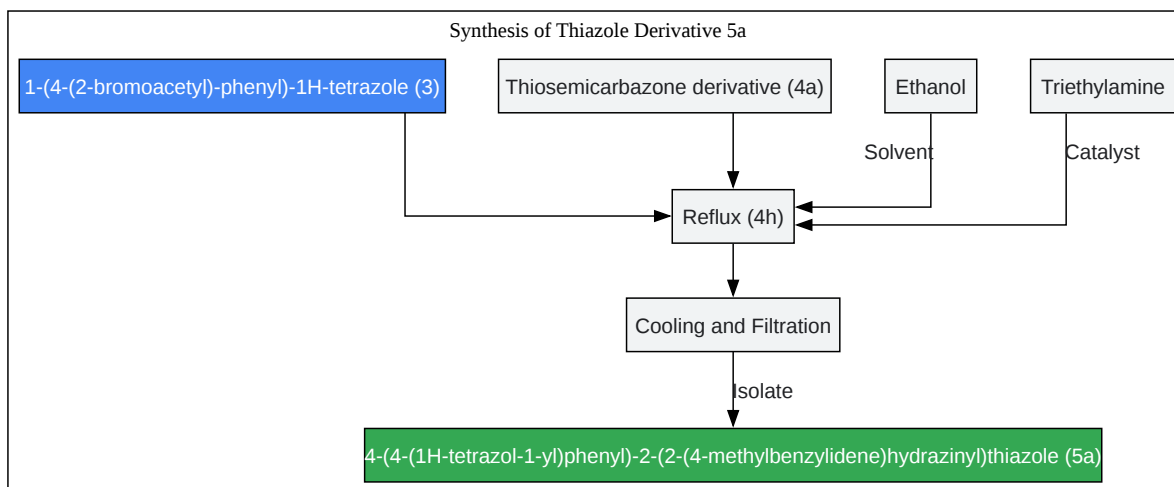 Synthesis of Thiazole Derivative 5a
1-(4-(2-bromoacetyl)-phenyl)-1H-tetrazole (3)
Thiosemicarbazone derivative (4a)
Ethanol
Triethylamine
Solvent
Catalyst
Reflux (4h)
Cooling and Filtration
Isolate
4-(4-(1H-tetrazol-1-yl)phenyl)-2-(2-(4-methylbenzylidene)hydrazinyl)thiazole (5a)